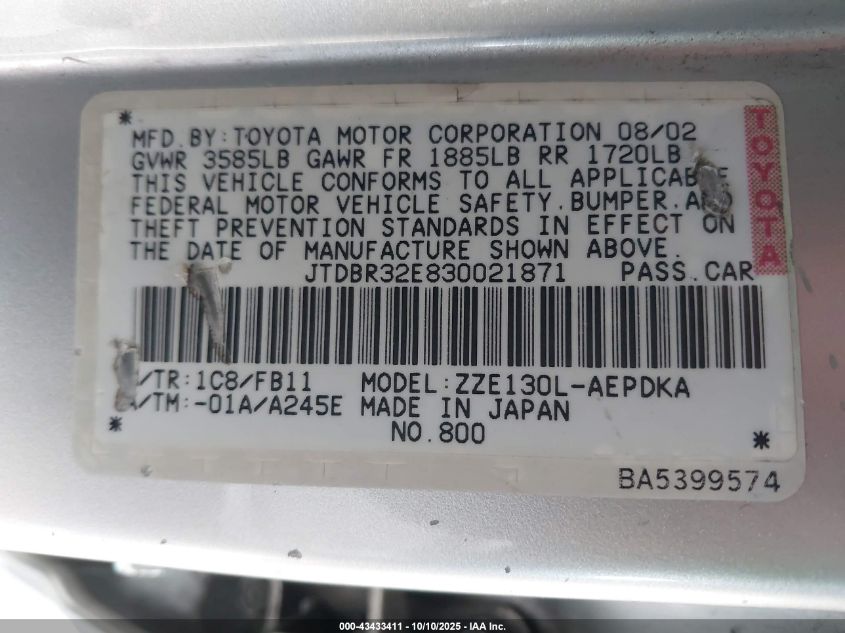 MFD.BY:TOYOTA MOTOR CORPORATION 08/02
GVWR 3585LB GAWR FR 1885LB RR 1720LB
THIS VEHICLE CONFORMS TO ALL APPLICABLE
FEDERAL MOTOR VEHICLE SAFETY.BUMPER.AND
THEFT PREVENTION STANDARDS IN EFFECT ON
THE DATE OF MANUFACTURE SHOWN ABOVE.
JTDBR32E830021871 PASS.CAR
TOYOTA
/TR:1C8/FB11 MODEL:ZZE130L-AEPDKA
/TM:-01A/A245E MADE IN JAPAN
NO.800
BA5399574
000-43433411 - 10/10/2025 - IAA Inc.